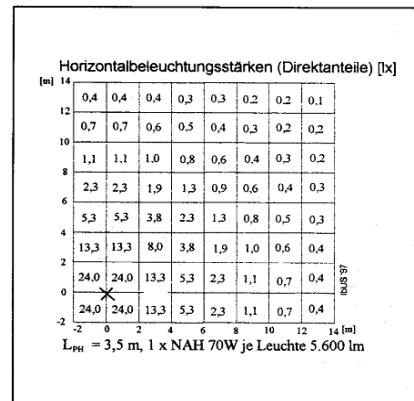 Horizontalbeleuchtungsstärken (Direktanteile) [lx]
[m] 14
0,4 0,4 0,4 0,3 0,3 0.2 0,2 0.1
12
0,7 0,7 0,6 0,5 0,4 0,3 0,2 0,2
10
1,1 1,1 1,0 0,8 0,6 0,4 0,3 0,2
8
2,3 2,3 1,9 1,3 0,9 0,6 0,4 0,3
6
5,3 5,3 3,8 2,3 1,3 0,8 0,5 0,3
4
13,3 13,3 8,0 3,8 1,9 1,0 0,6 0,4
2
24,0 24,0 13,3 5,3 2,3 1,1 0,7 0,4
0
24,0 24,0 13,3 5,3 2,3 1,1 0,7 0,4
-2
-2 0 2 4 6 8 10 12 14 [m]
IBUS '97
L_PH = 3,5 m, 1 x NAH 70W je Leuchte 5.600 lm